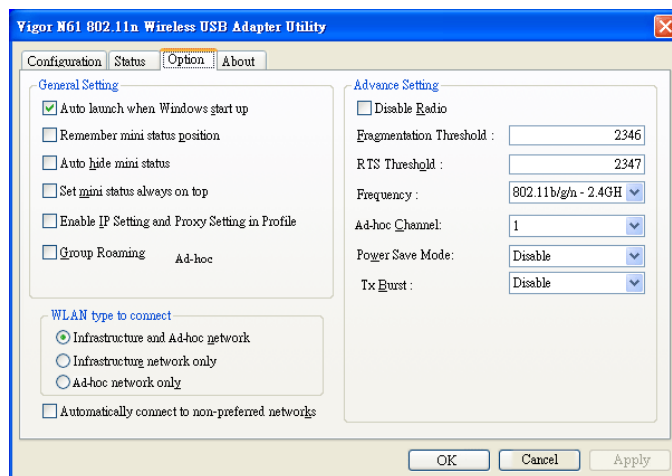 Vigor N61 802.11n Wireless USB Adapter Utility
Configuration Status Option About
General Setting
Auto launch when Windows start up
Remember mini status position
Auto hide mini status
Set mini status always on top
Enable IP Setting and Proxy Setting in Profile
Group Roaming Ad-hoc
WLAN type to connect
Infrastructure and Ad-hoc network
Infrastructure network only
Ad-hoc network only
Automatically connect to non-preferred networks
Advance Setting
Disable Radio
Fragmentation Threshold : 2346
RTS Threshold : 2347
Frequency : 802.11b/g/n - 2.4GH
Ad-hoc Channel: 1
Power Save Mode: Disable
Tx Burst : Disable
OK Cancel Apply